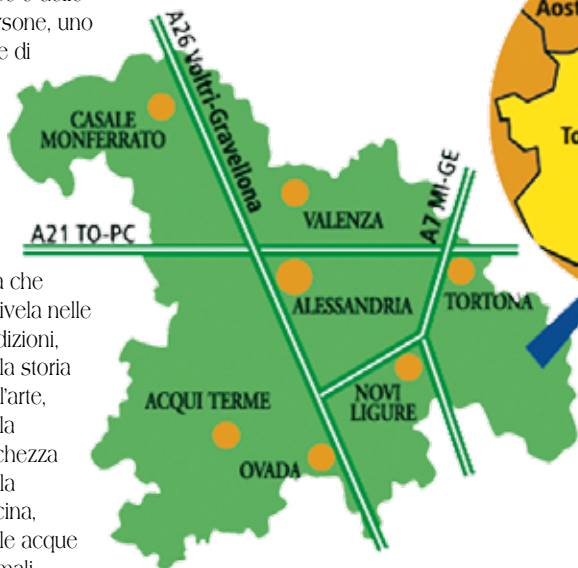 rsone, uno
e di
a che
ivela nelle
dizioni,
la storia
l'arte,
la
chezza
la
cina,
le acque
A26 Voltri-Gravellona
CASALE
MONFERRATO
VALENZA
A7 MI-GE
A21 TO-PC
ALESSANDRIA
TORTONA
NOVI
LIGURE
ACQUI TERME
OVADA
Aost
To